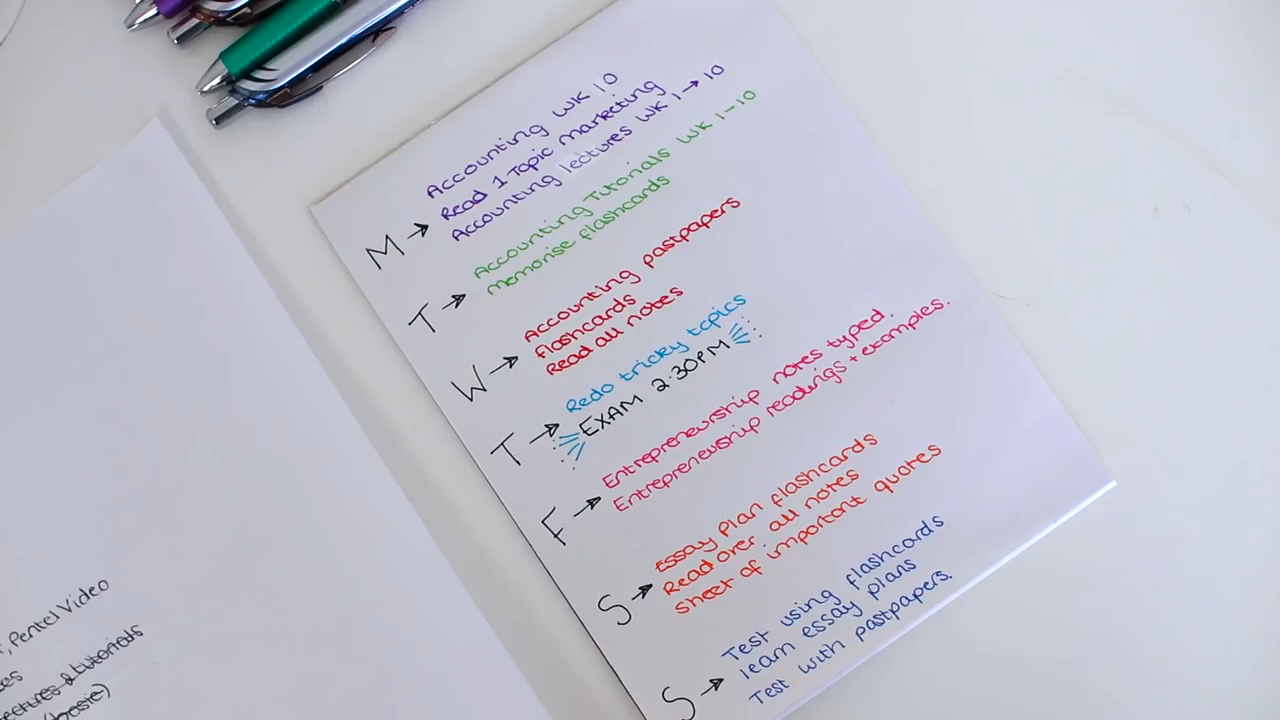 Accounting WK 10
Read 1 Topic marketing
M → Accounting lectures WK 1→10
Accounting Tutorials WK 1-10
T → Memorise flashcards
Accounting pastpapers
flashcards
W → Read all notes
Redo tricky topics
T → EXAM 2.30PM
Entrepreneurship notes typed.
F → Entrepreneurship readings + examples.
Essay Plan flashcards
Read over all notes
S → sheet of important quotes
Test using flashcards
learn essay plans
S → Test with pastpapers.
, Pentel Video
& tutorials